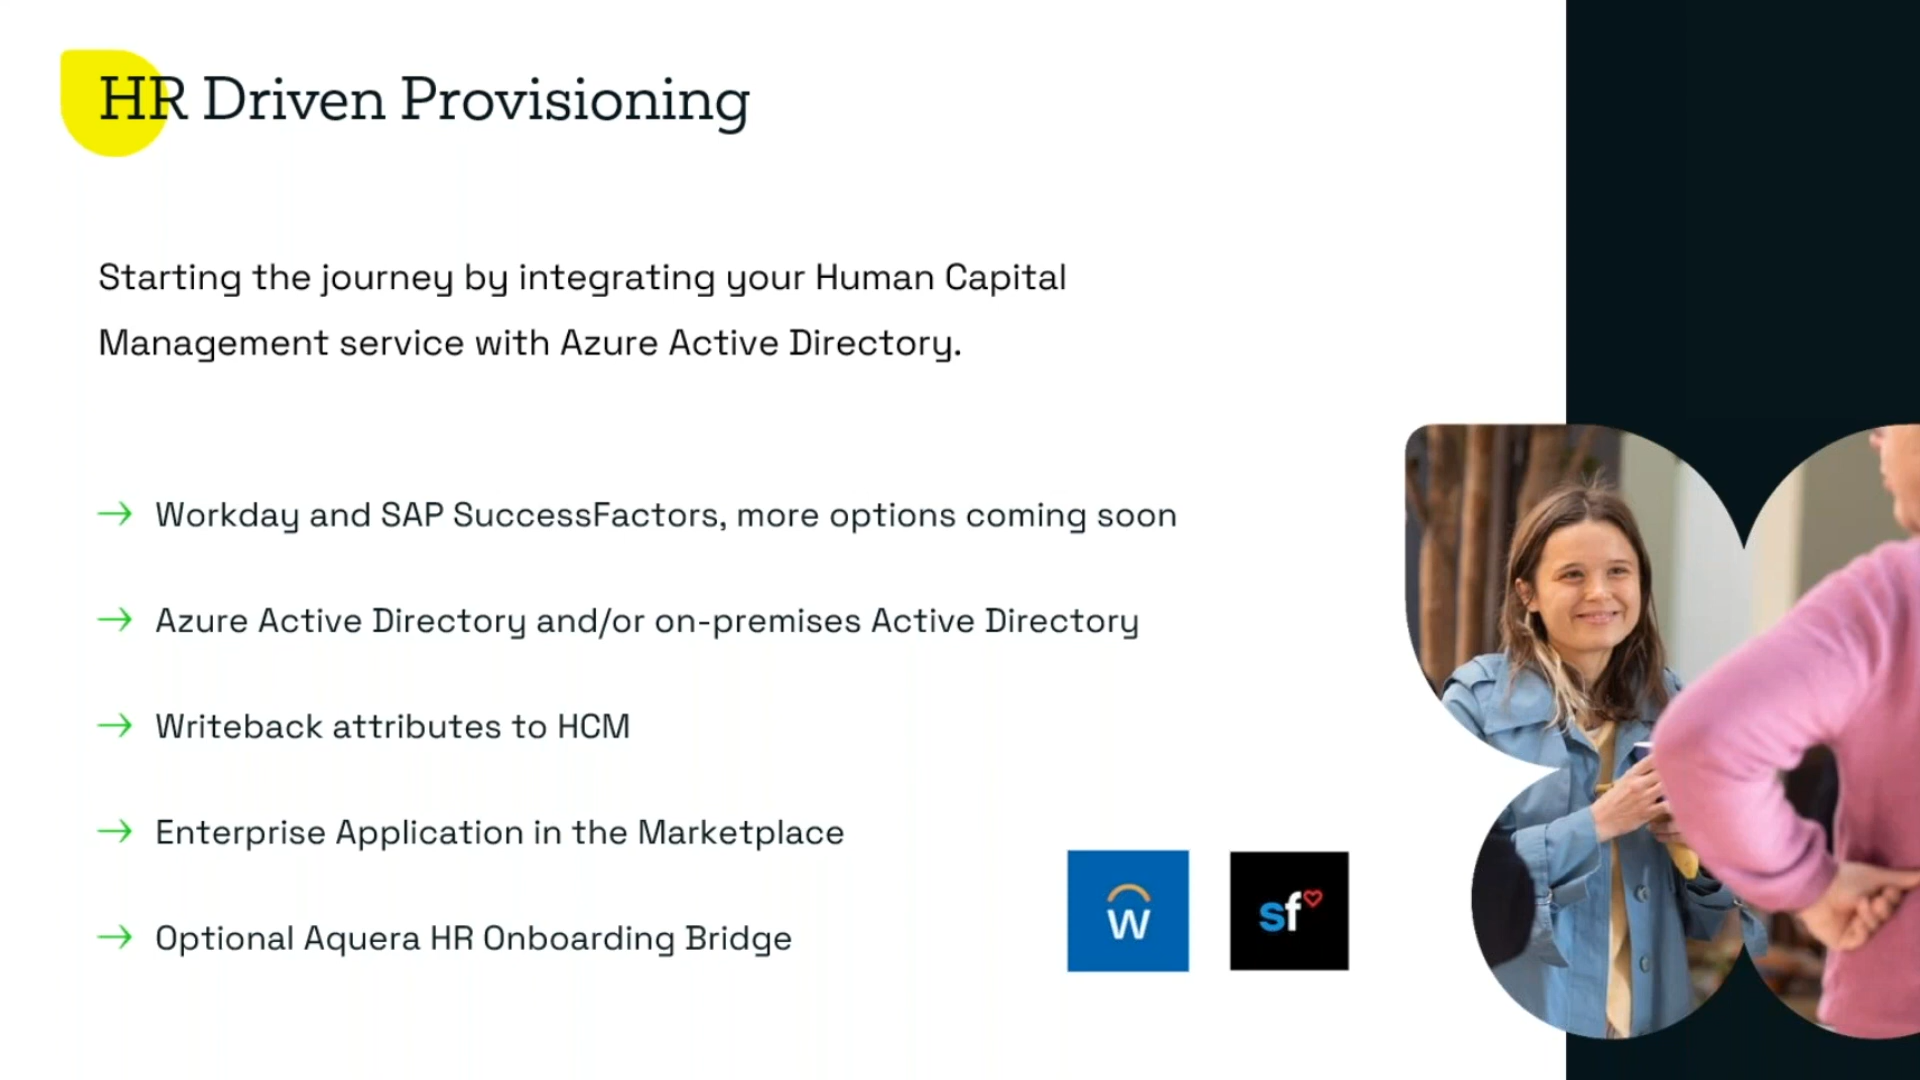 HR Driven Provisioning
Starting the journey by integrating your Human Capital
Management service with Azure Active Directory.
→ Workday and SAP SuccessFactors, more options coming soon
→ Azure Active Directory and/or on-premises Active Directory
→ Writeback attributes to HCM
→ Enterprise Application in the Marketplace
→ Optional Aquera HR Onboarding Bridge
w
sf